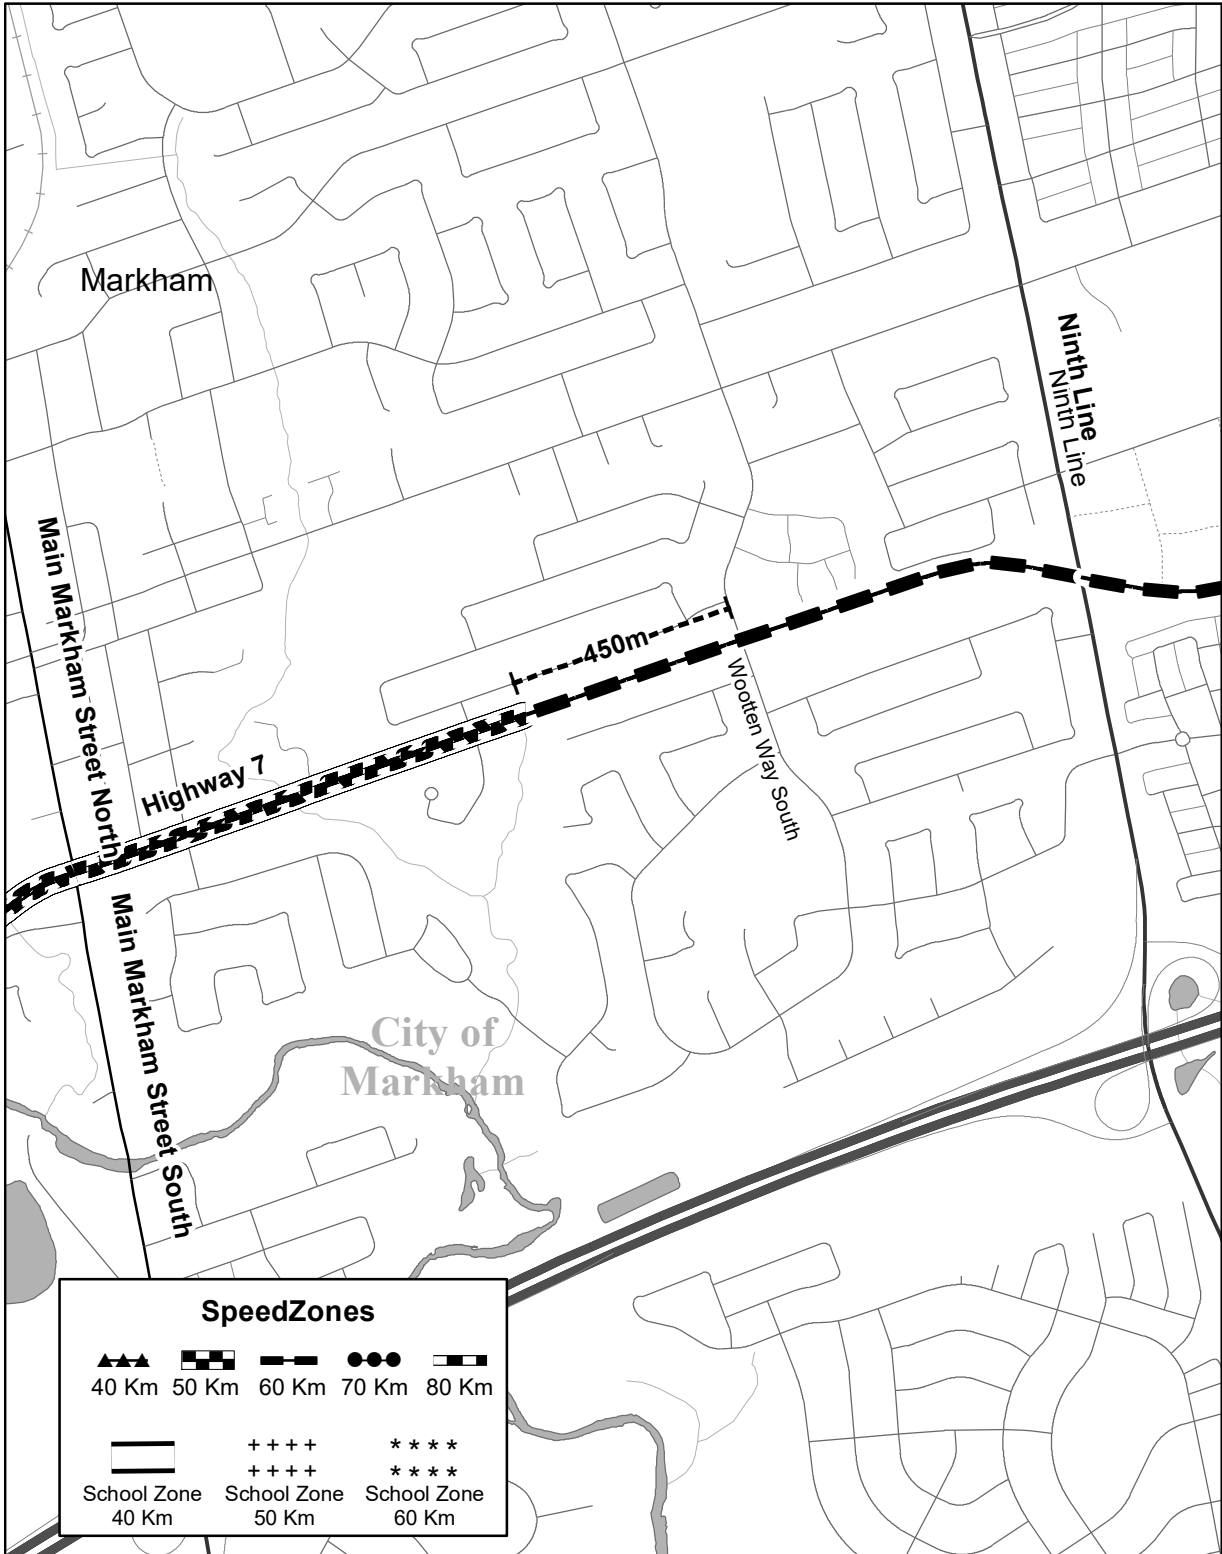 Markham
Ninth Line
Ninth Line
Main Markham Street North
450m
Wootten Way South
Highway 7
Main Markham Street South
City of
Markham
SpeedZones
40 Km 50 Km 60 Km 70 Km 80 Km
School Zone School Zone School Zone
40 Km 50 Km 60 Km